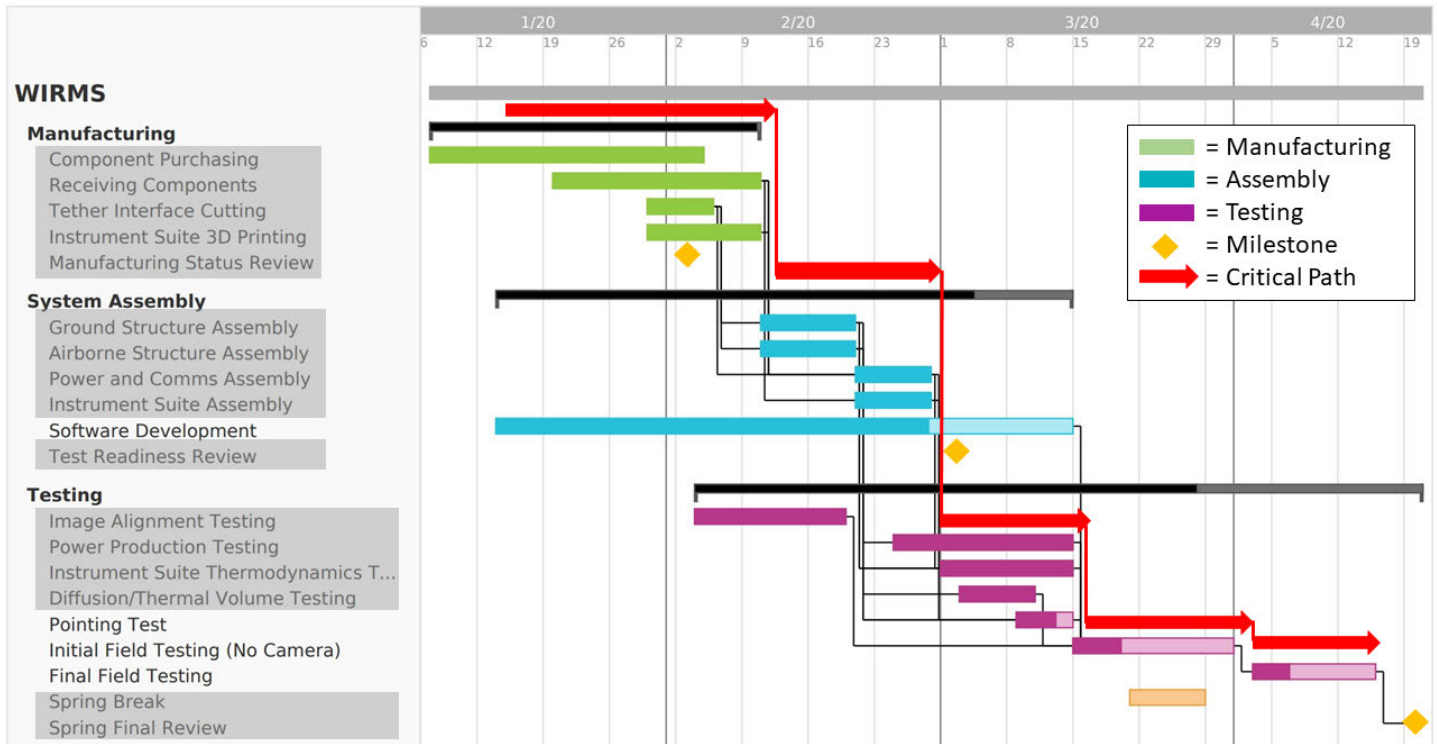 1/20 2/20 3/20 4/20
6 12 19 26 2 9 16 23 1 8 15 22 29 5 12 19
WIRMS
Manufacturing
Component Purchasing
Receiving Components
Tether Interface Cutting
Instrument Suite 3D Printing
Manufacturing Status Review
System Assembly
Ground Structure Assembly
Airborne Structure Assembly
Power and Comms Assembly
Instrument Suite Assembly
Software Development
Test Readiness Review
Testing
Image Alignment Testing
Power Production Testing
Instrument Suite Thermodynamics T...
Diffusion/Thermal Volume Testing
Pointing Test
Initial Field Testing (No Camera)
Final Field Testing
Spring Break
Spring Final Review
= Manufacturing
= Assembly
= Testing
= Milestone
= Critical Path